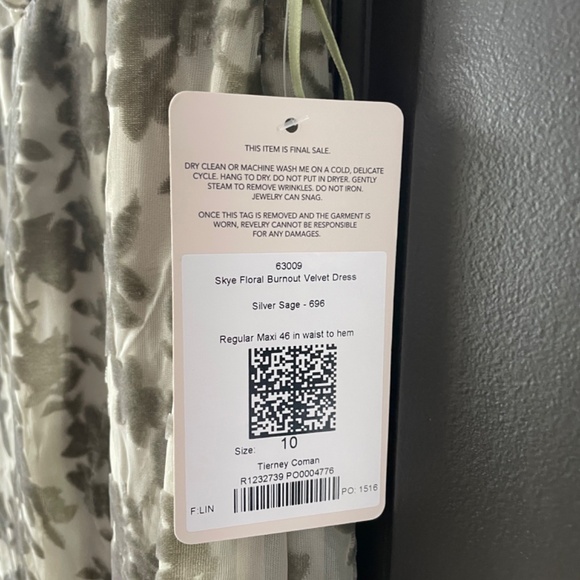 THIS ITEM IS FINAL SALE.
DRY CLEAN OR MACHINE WASH ME ON A COLD, DELICATE
CYCLE. HANG TO DRY. DO NOT PUT IN DRYER. GENTLY
STEAM TO REMOVE WRINKLES. DO NOT IRON.
JEWELRY CAN SNAG.
ONCE THIS TAG IS REMOVED AND THE GARMENT IS
WORN, REVELRY CANNOT BE RESPONSIBLE
FOR ANY DAMAGES.
63009
Skye Floral Burnout Velvet Dress
Silver Sage - 696
Regular Maxi 46 in waist to hem
Size: 10
Tierney Coman
R1232739 PO0004776
F:LIN PO: 1516